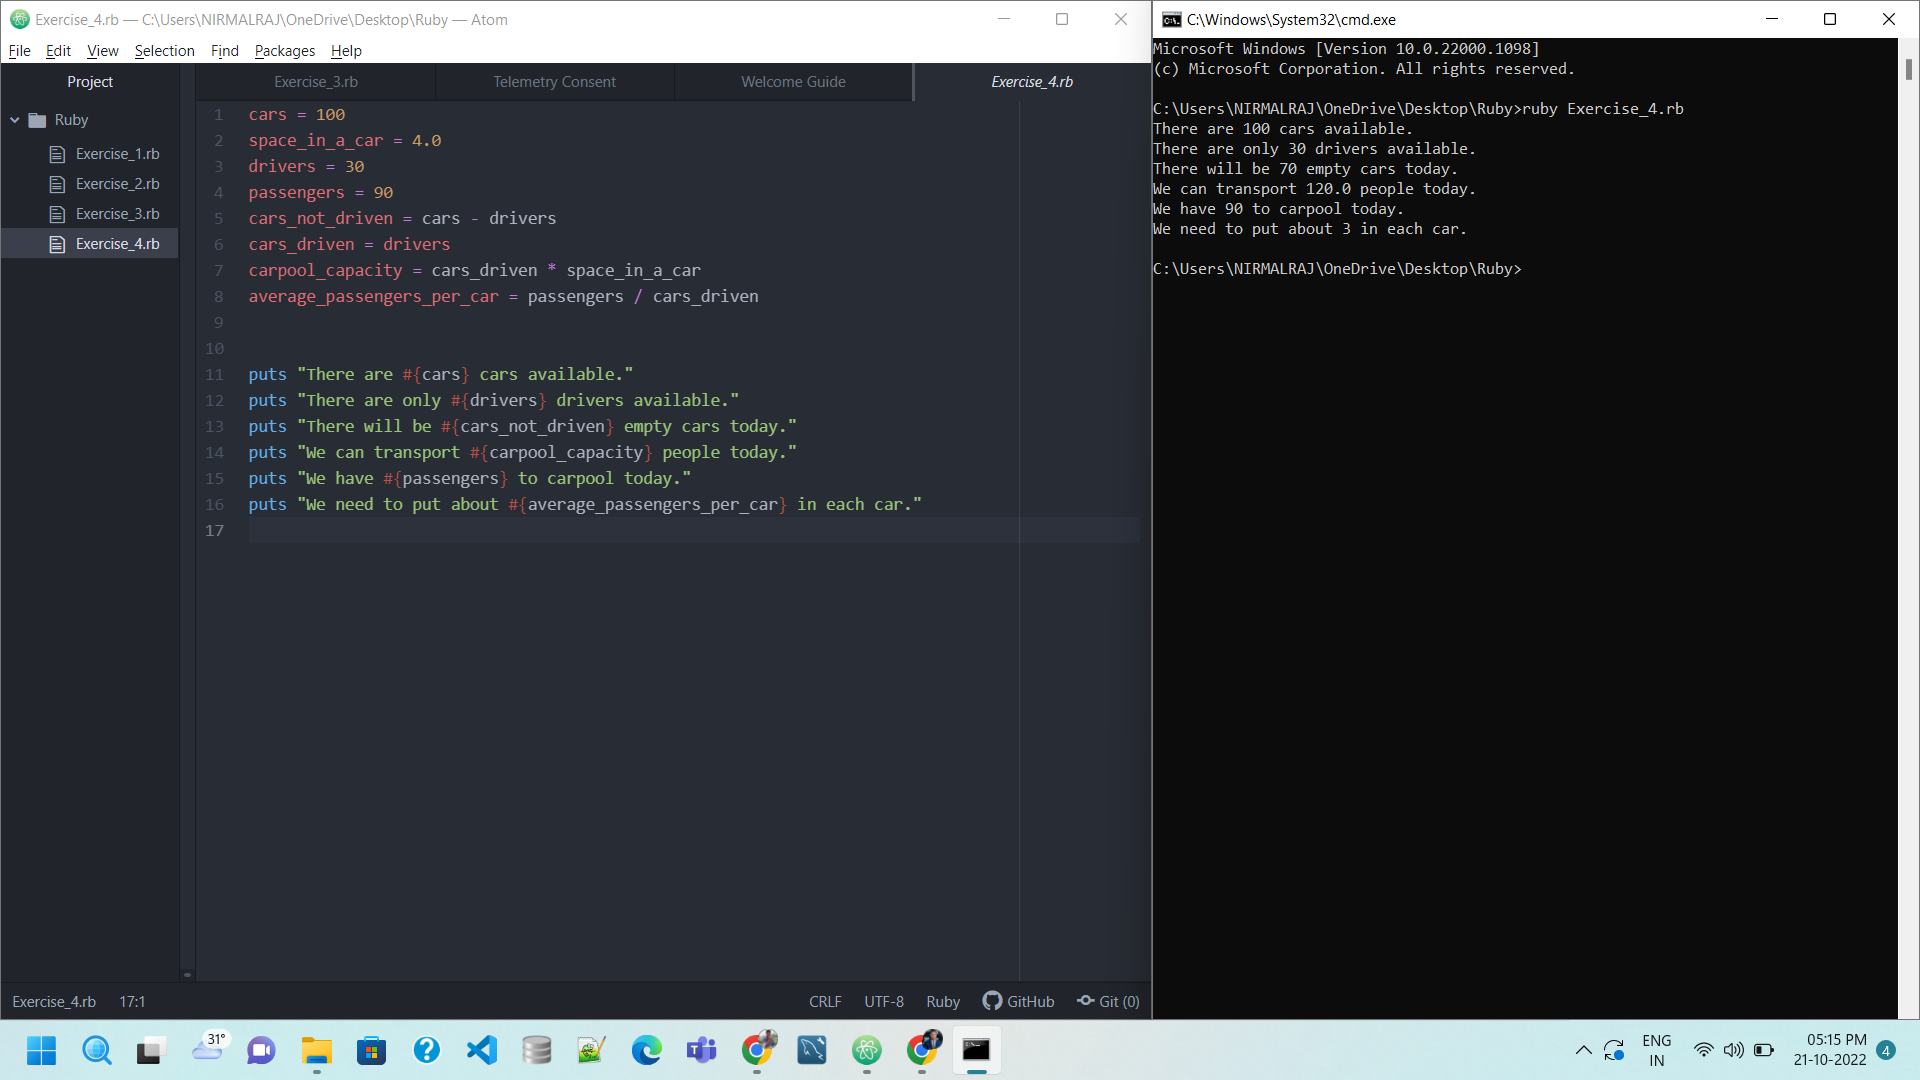 Exercise_4.rb — C:\Users\NIRMALRAJ\OneDrive\Desktop\Ruby — Atom
File Edit View Selection Find Packages Help
Project
Ruby
Exercise_1.rb
Exercise_2.rb
Exercise_3.rb
Exercise_4.rb
Exercise_3.rb Telemetry Consent Welcome Guide Exercise_4.rb
1 cars = 100
2 space_in_a_car = 4.0
3 drivers = 30
4 passengers = 90
5 cars_not_driven = cars - drivers
6 cars_driven = drivers
7 carpool_capacity = cars_driven * space_in_a_car
8 average_passengers_per_car = passengers / cars_driven
9
10
11 puts "There are #{cars} cars available."
12 puts "There are only #{drivers} drivers available."
13 puts "There will be #{cars_not_driven} empty cars today."
14 puts "We can transport #{carpool_capacity} people today."
15 puts "We have #{passengers} to carpool today."
16 puts "We need to put about #{average_passengers_per_car} in each car."
17
Exercise_4.rb 17:1 CRLF UTF-8 Ruby GitHub Git (0)
C:\Windows\System32\cmd.exe
Microsoft Windows [Version 10.0.22000.1098]
(c) Microsoft Corporation. All rights reserved.
C:\Users\NIRMALRAJ\OneDrive\Desktop\Ruby>ruby Exercise_4.rb
There are 100 cars available.
There are only 30 drivers available.
There will be 70 empty cars today.
We can transport 120.0 people today.
We have 90 to carpool today.
We need to put about 3 in each car.
C:\Users\NIRMALRAJ\OneDrive\Desktop\Ruby>
31°
ENG
IN
05:15 PM
21-10-2022
4